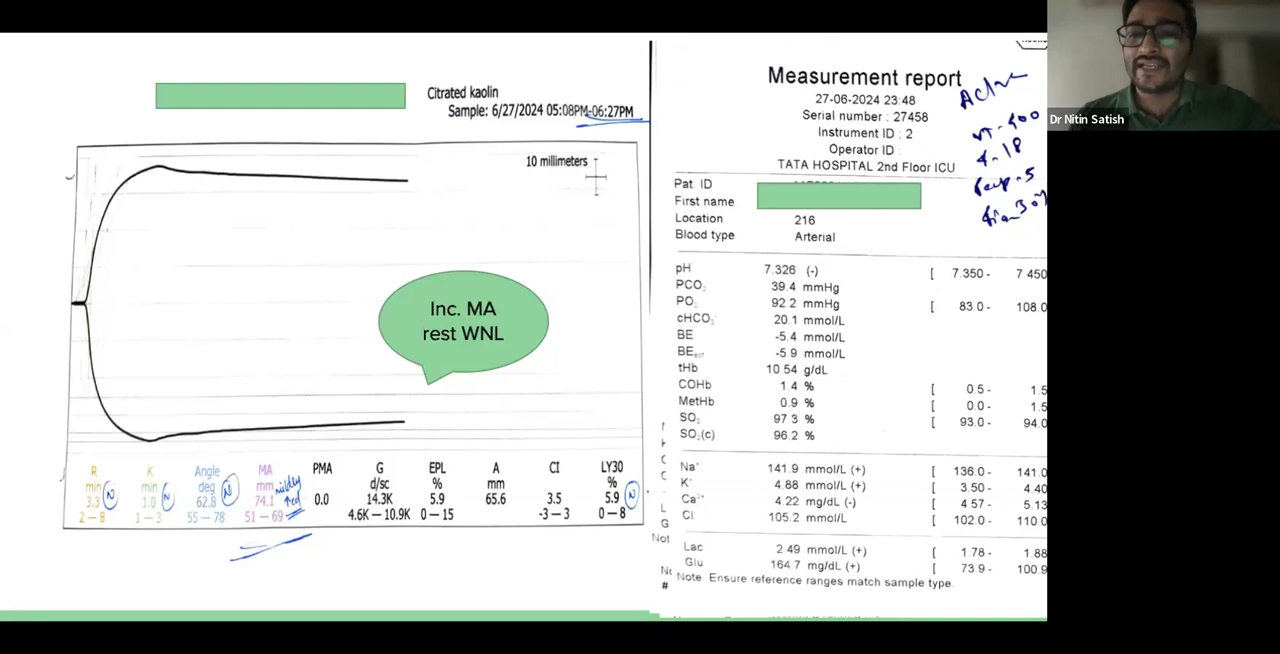 Citrated kaolin
Sample: 6/27/2024 05:08PM-06:27PM
10 millimeters
Inc. MA
rest WNL
R K Angle MA PMA G EPL A CI LY30
min min deg mm d/sc % mm %
3.3 1.0 62.8 74.1 0.0 14.3K 5.9 65.6 3.5 5.9
2 – 8 1 – 3 55 – 78 51 – 69 4.6K – 10.9K 0 – 15 -3 – 3 0 – 8
N N N mildly N
Measurement report
27-06-2024 23:48
Serial number : 27458
Instrument ID : 2
Operator ID :
TATA HOSPITAL 2nd Floor ICU
Pat. ID
First name
Location 216
Blood type Arterial
pH 7.326 (-) [ 7.350 - 7.450
PCO2 39.4 mmHg
PO2 92.2 mmHg [ 83.0 - 108.0
cHCO3 20.1 mmol/L
BE -5.4 mmol/L
BEect -5.9 mmol/L
tHb 10.54 g/dL
COHb 1.4 % [ 0.5 - 1.5
MetHb 0.9 % [ 0.0 - 1.5
SO2 97.3 % [ 93.0 - 94.0
SO2(c) 96.2 %
Na+ 141.9 mmol/L (+) [ 136.0 - 141.0
K+ 4.88 mmol/L (+) [ 3.50 - 4.40
Ca2+ 4.22 mg/dL (-) [ 4.57 - 5.13
Cl- 105.2 mmol/L [ 102.0 - 110.0
Lac 2.49 mmol/L (+) [ 1.78 - 1.88
Glu 164.7 mg/dL (+) [ 73.9 - 100.9
Note Ensure reference ranges match sample type.
Dr Nitin Satish